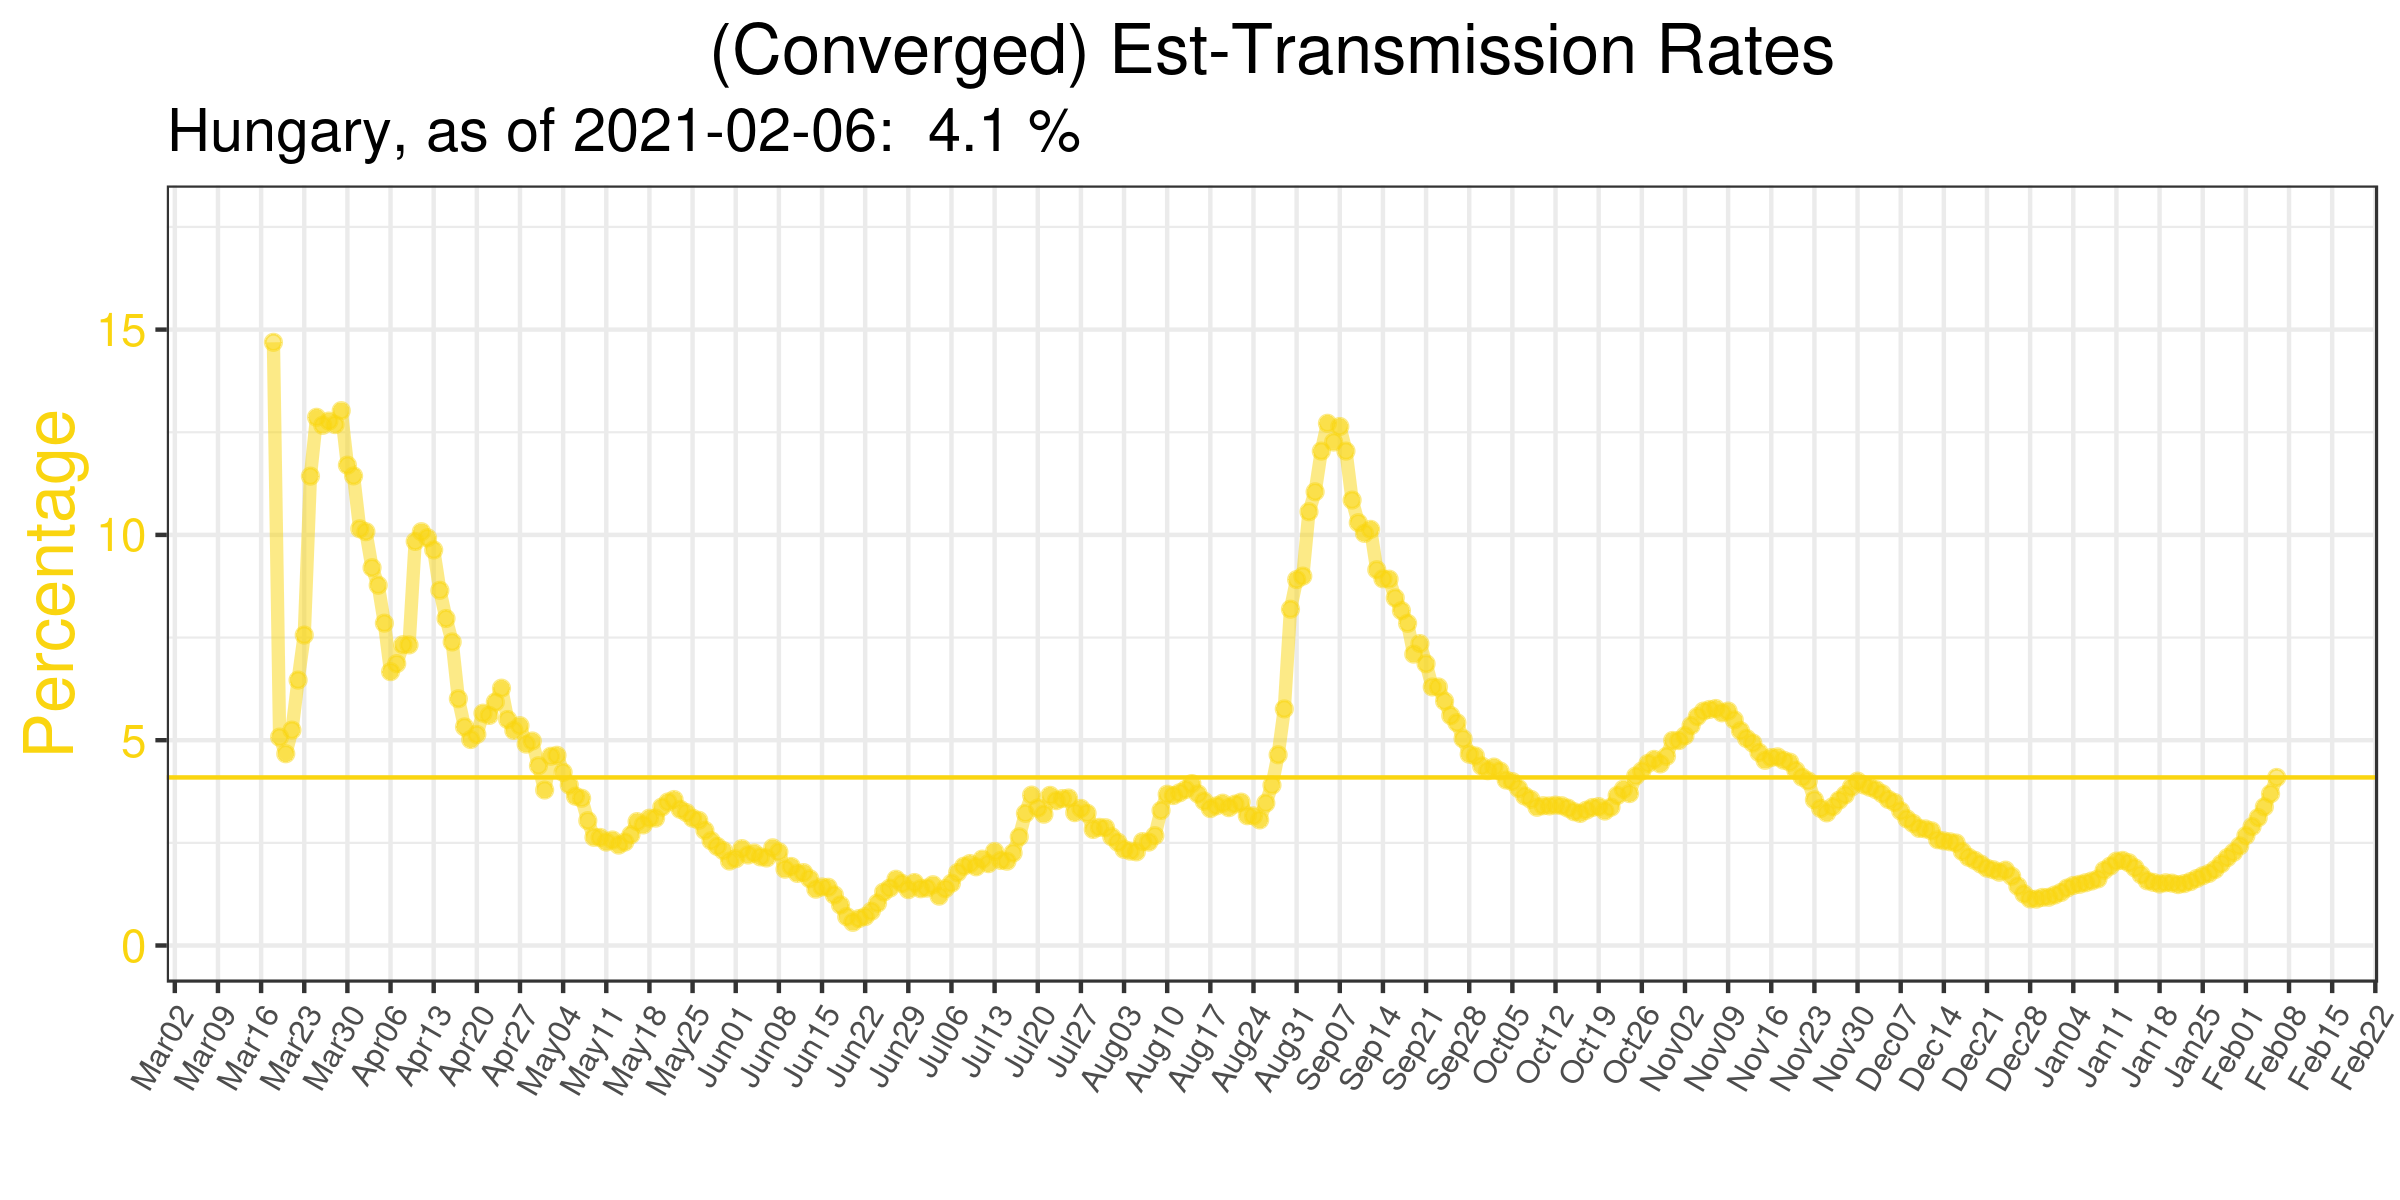 (Converged) Est-Transmission Rates
Hungary, as of 2021-02-06:  4.1 %
Percentage
15
10
5
0
Mar02
Mar09
Mar16
Mar23
Mar30
Apr06
Apr13
Apr20
Apr27
May04
May11
May18
May25
Jun01
Jun08
Jun15
Jun22
Jun29
Jul06
Jul13
Jul20
Jul27
Aug03
Aug10
Aug17
Aug24
Aug31
Sep07
Sep14
Sep21
Sep28
Oct05
Oct12
Oct19
Oct26
Nov02
Nov09
Nov16
Nov23
Nov30
Dec07
Dec14
Dec21
Dec28
Jan04
Jan11
Jan18
Jan25
Feb01
Feb08
Feb15
Feb22